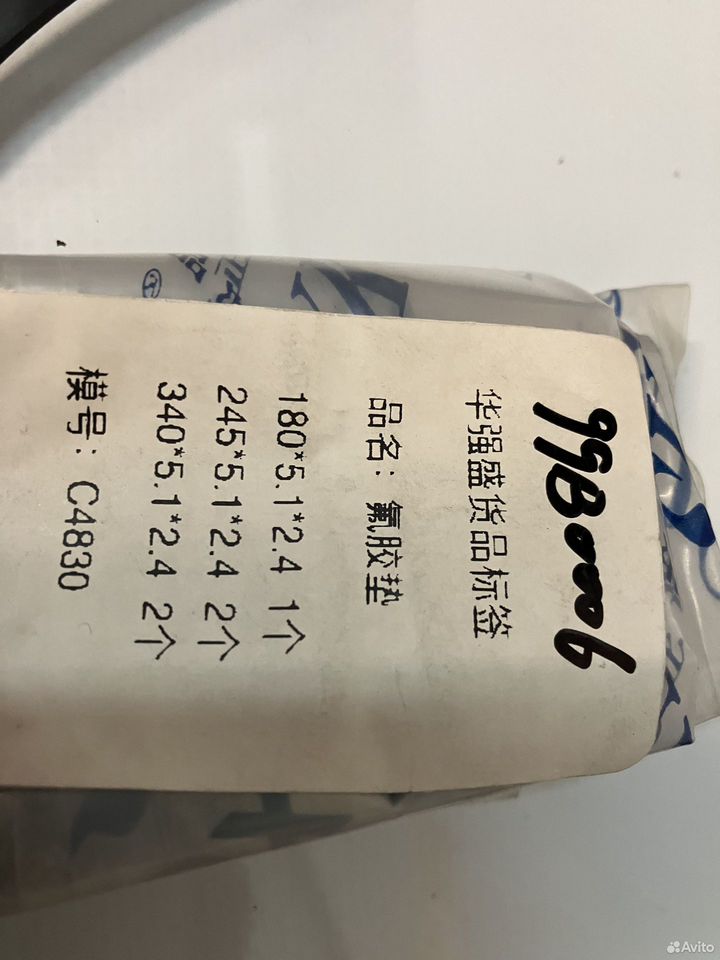 99B0006
华强盛货品标签
品名：氟胶垫
180*5.1*2.4 1个
245*5.1*2.4 2个
340*5.1*2.4 2个
模号：C4830
Avito